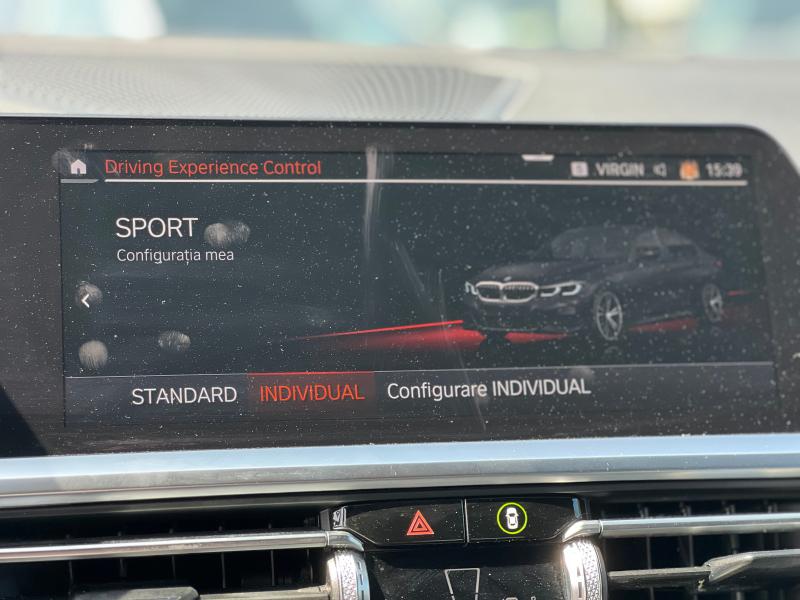 Driving Experience Control
VIRGIN 15:39
SPORT
Configurația mea
STANDARD INDIVIDUAL Configurare INDIVIDUAL